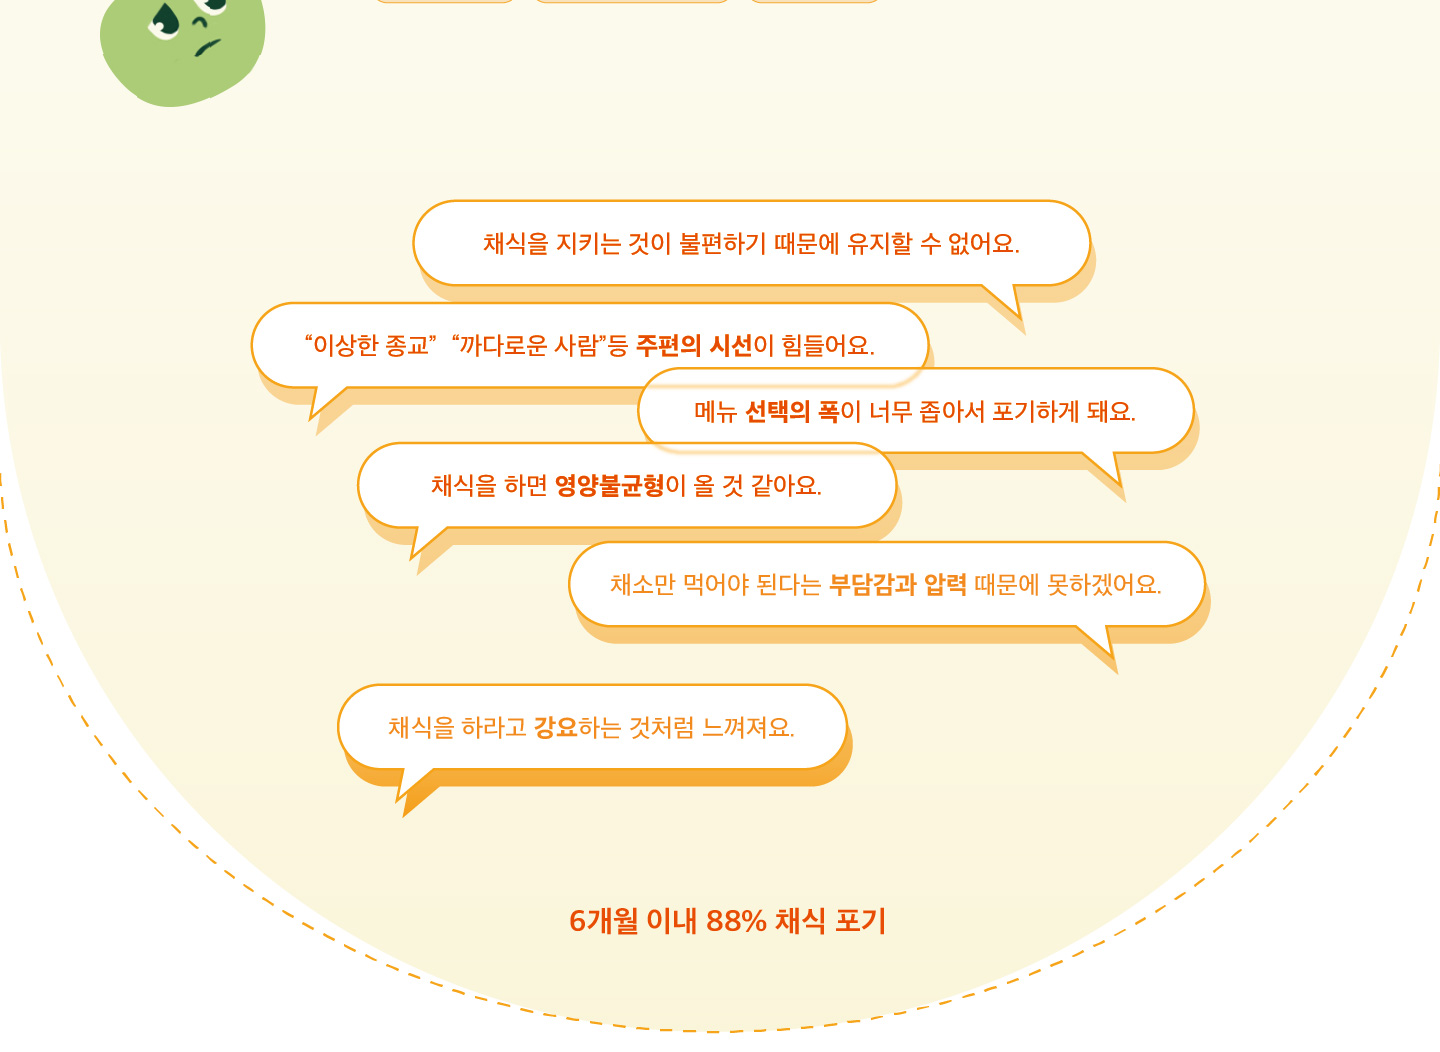 채식을 지키는 것이 불편하기 때문에 유지할 수 없어요.
“이상한 종교” “까다로운 사람”등 주편의 시선이 힘들어요.
메뉴 선택의 폭이 너무 좁아서 포기하게 돼요.
채식을 하면 영양불균형이 올 것 같아요.
채소만 먹어야 된다는 부담감과 압력 때문에 못하겠어요.
채식을 하라고 강요하는 것처럼 느껴져요.
6개월 이내 88% 채식 포기